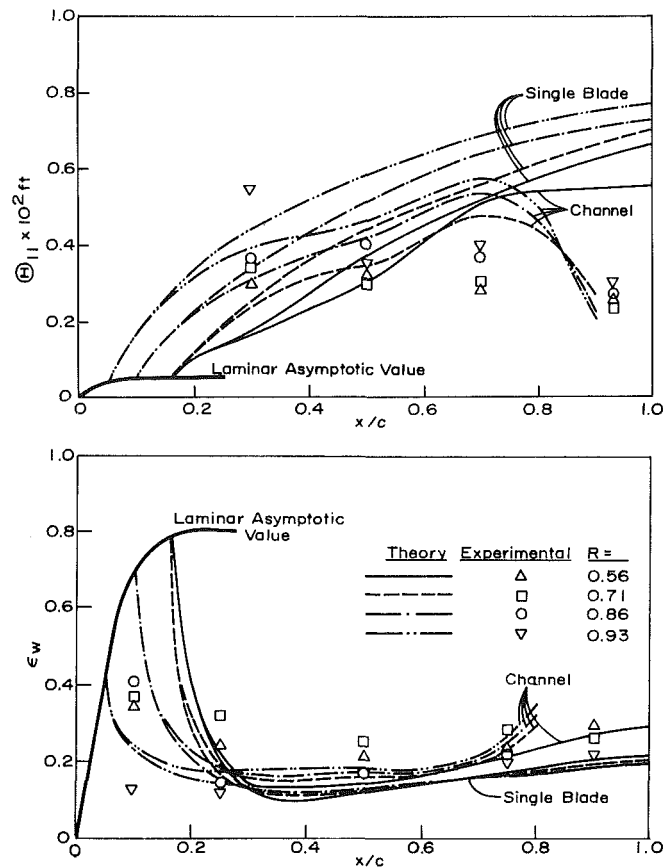 1.0
0.8
0.6
0.4
0.2
0
Θ₁₁ x 10² ft
Single Blade
Channel
Laminar Asymptotic Value
0.2 0.4 0.6 0.8 1.0
x/c
1.0
0.8
0.6
0.4
0.2
0
ϵw
Laminar Asymptotic
Value
Theory Experimental R =
0.56
0.71
0.86
0.93
Channel
Single Blade
0 0.2 0.4 0.6 0.8 1.0
x/c